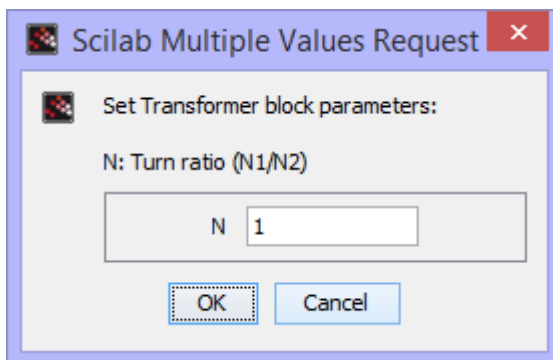 Scilab Multiple Values Request
Set Transformer block parameters:
N: Turn ratio (N1/N2)
N 1
OK Cancel